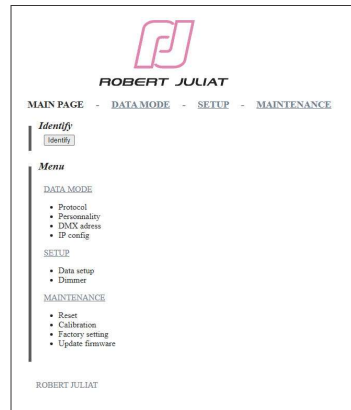 ROBERT JULIAT
MAIN PAGE - DATA MODE - SETUP - MAINTENANCE
Identify
Identify
Menu
DATA MODE
• Protocol
• Personnality
• DMX adress
• IP config
SETUP
• Data setup
• Dimmer
MAINTENANCE
• Reset
• Calibration
• Factory setting
• Update firmware
ROBERT JULIAT